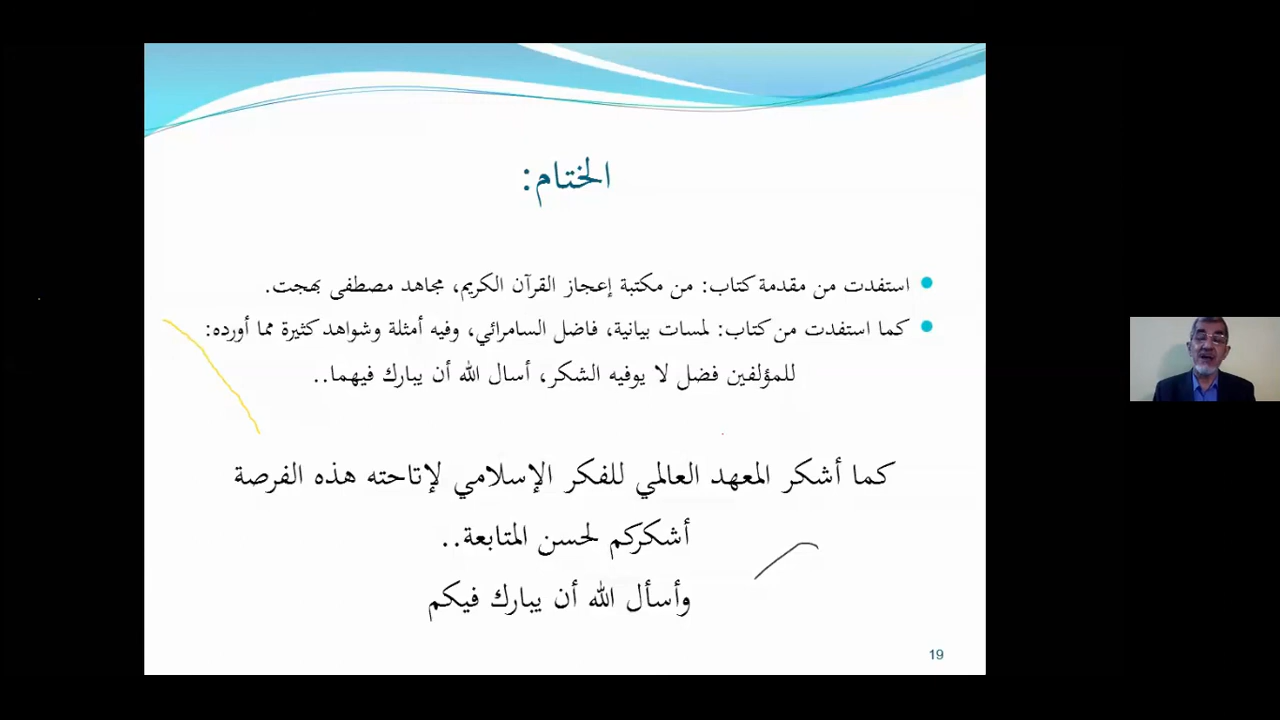 الختام:
استفدت من مقدمة كتاب: من مكتبة إعجاز القرآن الكريم، مجاهد مصطفى بهجت.
كما استفدت من كتاب: لمسات بيانية، فاضل السامرائي، وفيه أمثلة وشواهد كثيرة مما أورده:
للمؤلفين فضل لا يوفيه الشكر، أسال الله أن يبارك فيهما..
كما أشكر المعهد العالمي للفكر الإسلامي لإتاحته هذه الفرصة
أشكركم لحسن المتابعة..
وأسأل الله أن يبارك فيكم
19